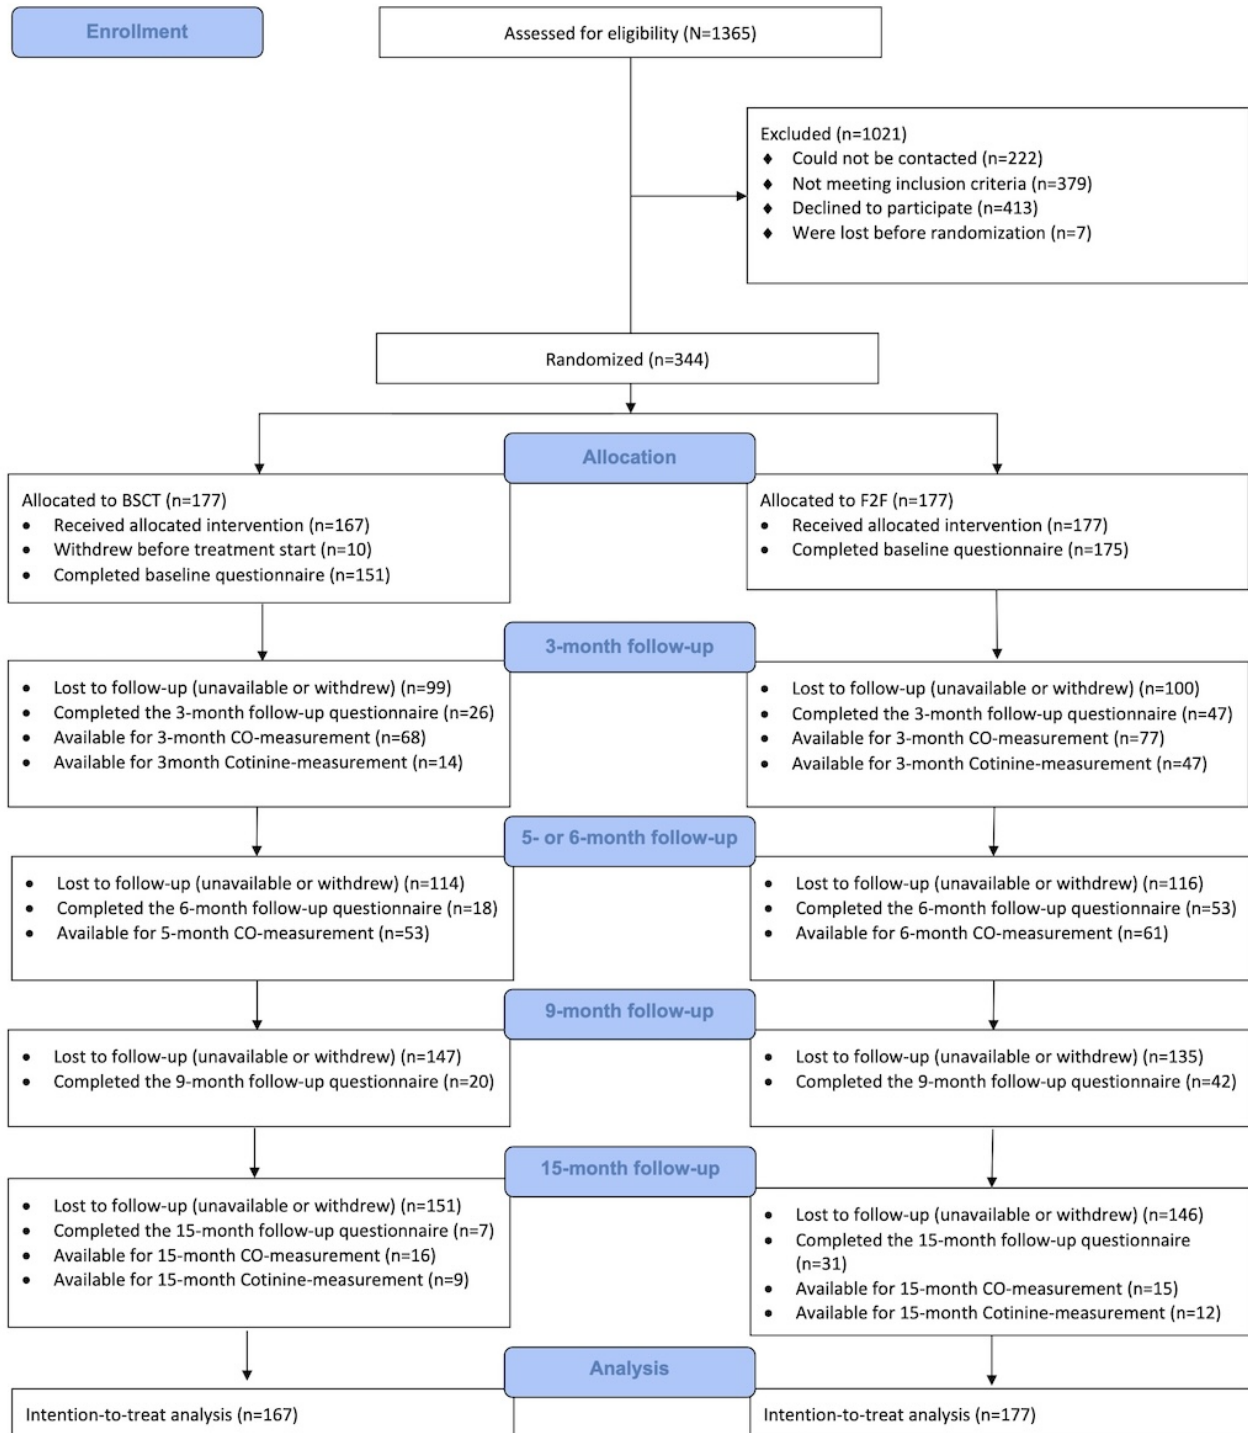 Enrollment
Assessed for eligibility (N=1365)
Excluded (n=1021)
♦ Could not be contacted (n=222)
♦ Not meeting inclusion criteria (n=379)
♦ Declined to participate (n=413)
♦ Were lost before randomization (n=7)
Randomized (n=344)
Allocation
Allocated to BSCT (n=177)
• Received allocated intervention (n=167)
• Withdrew before treatment start (n=10)
• Completed baseline questionnaire (n=151)
Allocated to F2F (n=177)
• Received allocated intervention (n=177)
• Completed baseline questionnaire (n=175)
3-month follow-up
• Lost to follow-up (unavailable or withdrew) (n=99)
• Completed the 3-month follow-up questionnaire (n=26)
• Available for 3-month CO-measurement (n=68)
• Available for 3month Cotinine-measurement (n=14)
• Lost to follow-up (unavailable or withdrew) (n=100)
• Completed the 3-month follow-up questionnaire (n=47)
• Available for 3-month CO-measurement (n=77)
• Available for 3-month Cotinine-measurement (n=47)
5- or 6-month follow-up
• Lost to follow-up (unavailable or withdrew) (n=114)
• Completed the 6-month follow-up questionnaire (n=18)
• Available for 5-month CO-measurement (n=53)
• Lost to follow-up (unavailable or withdrew) (n=116)
• Completed the 6-month follow-up questionnaire (n=53)
• Available for 6-month CO-measurement (n=61)
9-month follow-up
• Lost to follow-up (unavailable or withdrew) (n=147)
• Completed the 9-month follow-up questionnaire (n=20)
• Lost to follow-up (unavailable or withdrew) (n=135)
• Completed the 9-month follow-up questionnaire (n=42)
15-month follow-up
• Lost to follow-up (unavailable or withdrew) (n=151)
• Completed the 15-month follow-up questionnaire (n=7)
• Available for 15-month CO-measurement (n=16)
• Available for 15-month Cotinine-measurement (n=9)
• Lost to follow-up (unavailable or withdrew) (n=146)
• Completed the 15-month follow-up questionnaire
(n=31)
• Available for 15-month CO-measurement (n=15)
• Available for 15-month Cotinine-measurement (n=12)
Analysis
Intention-to-treat analysis (n=167)
Intention-to-treat analysis (n=177)